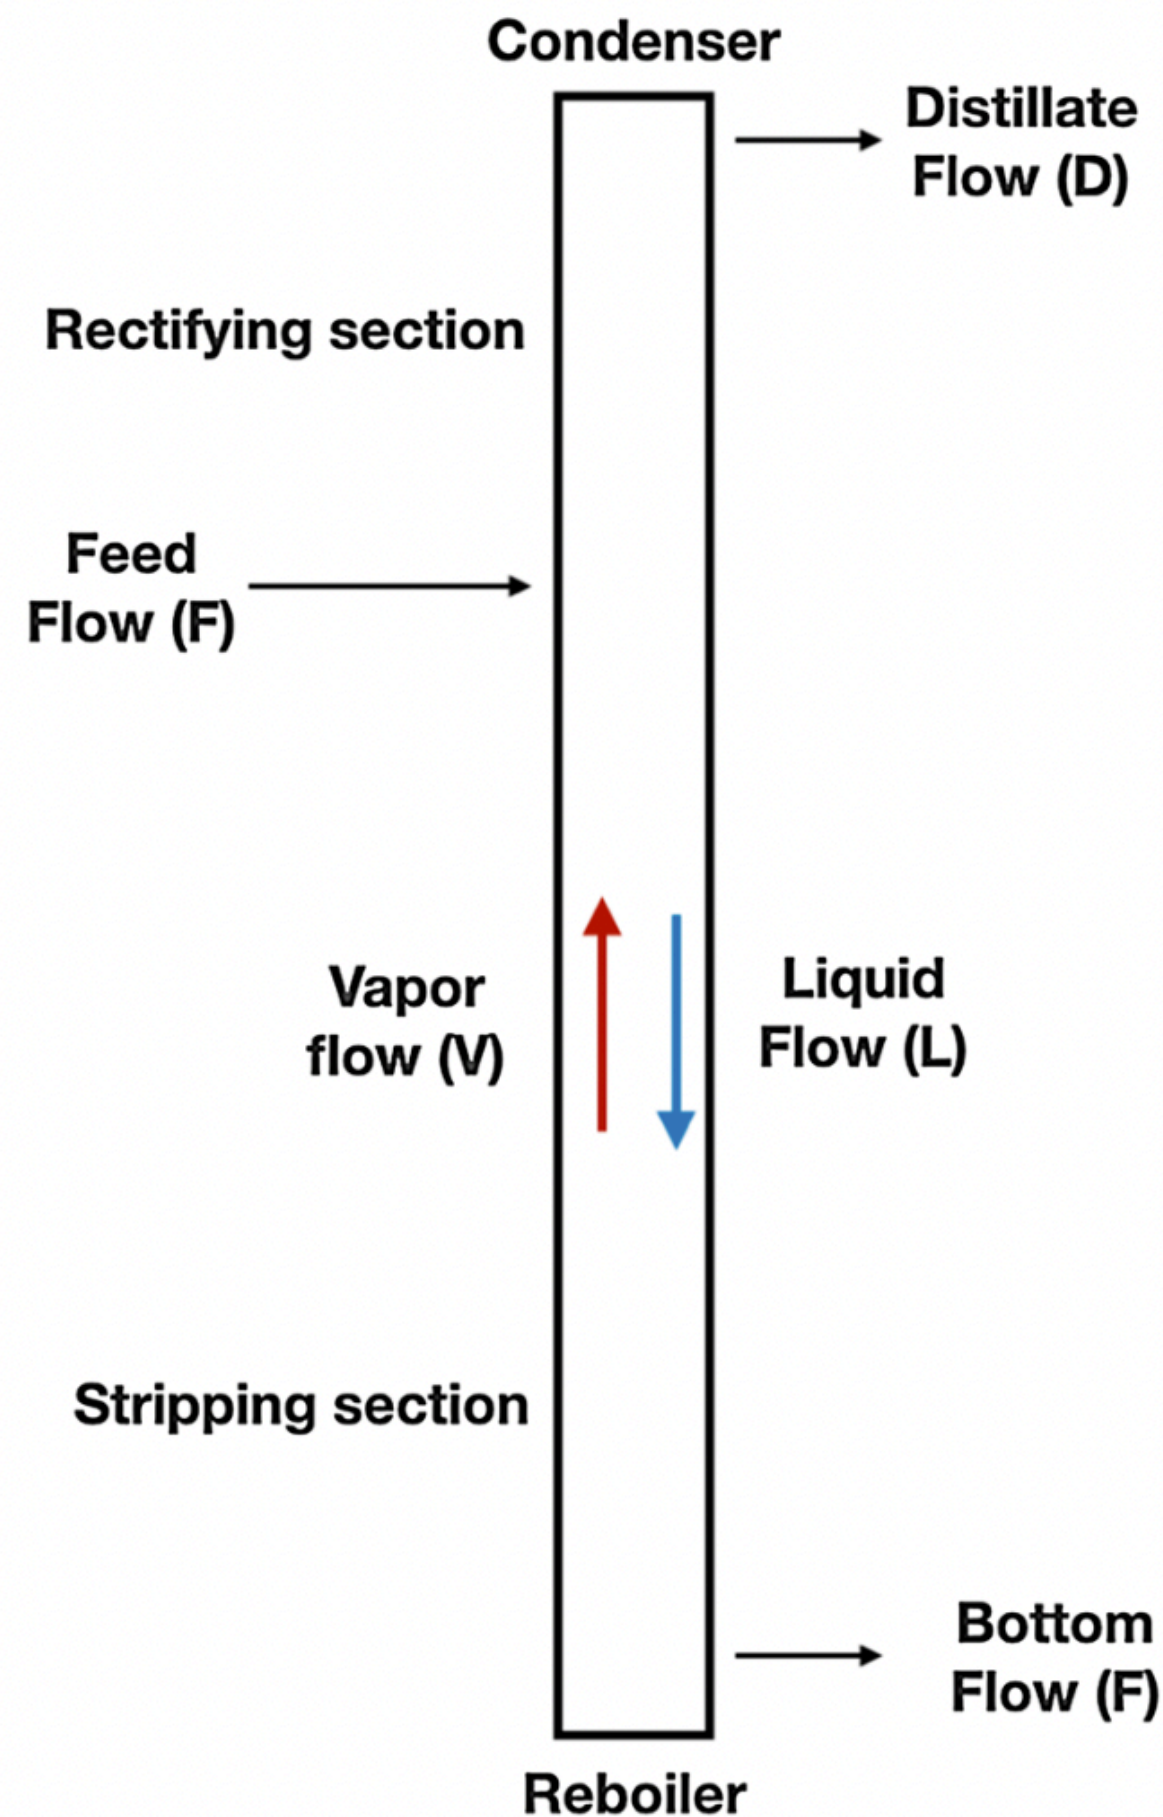 Condenser
Distillate
Flow (D)
Rectifying section
Feed
Flow (F)
Vapor
flow (V)
Liquid
Flow (L)
Stripping section
Bottom
Flow (F)
Reboiler